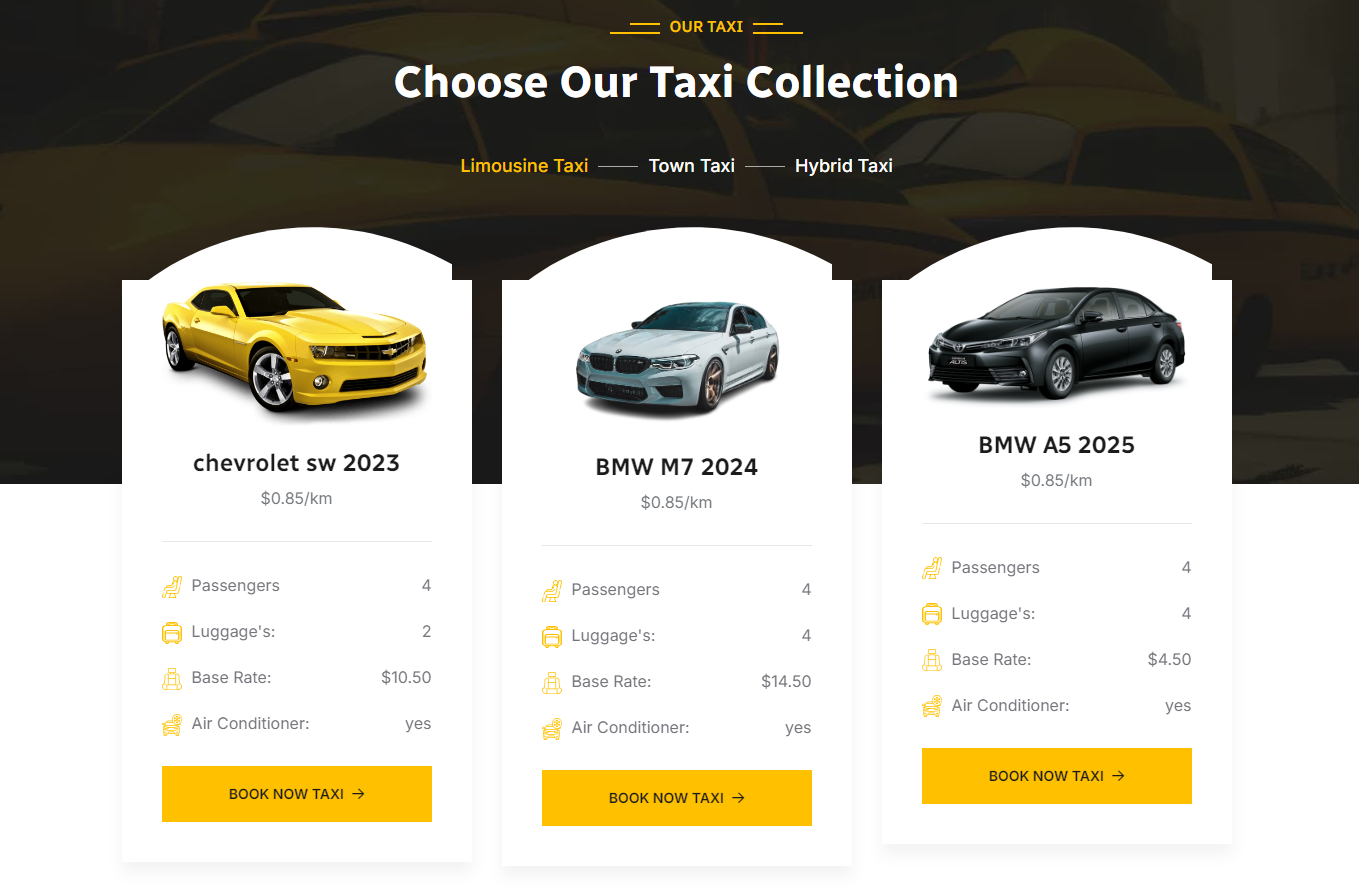 OUR TAXI
Choose Our Taxi Collection
Limousine Taxi Town Taxi Hybrid Taxi
chevrolet sw 2023
$0.85/km
Passengers 4
Luggage's: 2
Base Rate: $10.50
Air Conditioner: yes
BOOK NOW TAXI →
BMW M7 2024
$0.85/km
Passengers 4
Luggage's: 4
Base Rate: $14.50
Air Conditioner: yes
BOOK NOW TAXI →
ALTIS
BMW A5 2025
$0.85/km
Passengers 4
Luggage's: 4
Base Rate: $4.50
Air Conditioner: yes
BOOK NOW TAXI →